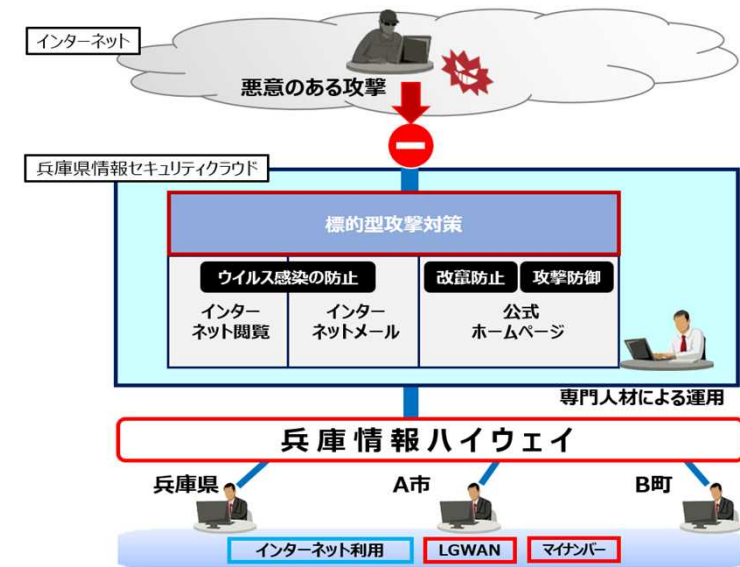 インターネット
悪意のある攻撃
兵庫県情報セキュリティクラウド
標的型攻撃対策
ウイルス感染の防止
改竄防止
攻撃防御
インター
ネット閲覧
インター
ネットメール
公式
ホームページ
専門人材による運用
兵庫情報ハイウェイ
兵庫県
A市
B町
インターネット利用
LGWAN
マイナンバー